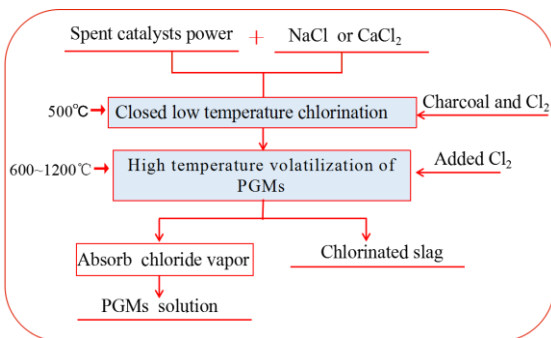 Spent catalysts power + NaCl or CaCl₂
500℃ Closed low temperature chlorination Charcoal and Cl₂
600~1200℃ High temperature volatilization of PGMs Added Cl₂
Absorb chloride vapor Chlorinated slag
PGMs solution